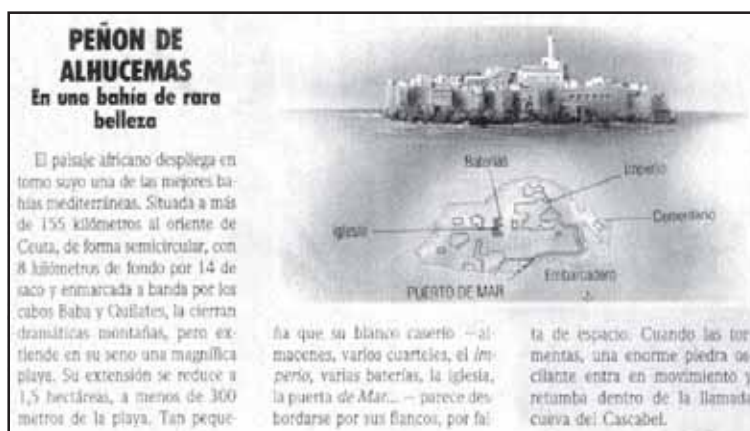 PEÑON DE
ALHUCEMAS
En una bahía de rara
belleza
El paisaje africano despliega en
torno suyo una de las mejores ba-
hías mediterráneas. Situada a más
de 155 kilómetros al oriente de
Ceuta, de forma semicircular, con
8 kilómetros de fondo por 14 de
saco y enmarcada a banda por los
cabos Baba y Quilates, la cierran
dramáticas montañas, pero ex-
tiende en su seno una magnífica
playa. Su extensión se reduce a
1,5 hectáreas, a menos de 300
metros de la playa. Tan peque-
Baterías
Imperio
Iglesia
Cementerio
Embarcadero
PUERTO DE MAR
ña que su blanco caserío —al-
macenes, varios cuarteles, el Im-
perio, varias baterías, la iglesia,
la puerta de Mar... — parece des-
bordarse por sus flancos, por fal-
ta de espacio. Cuando las tor-
mentas, una enorme piedra os-
cilante entra en movimiento y
retumba dentro de la llamada
cueva del Cascabel.